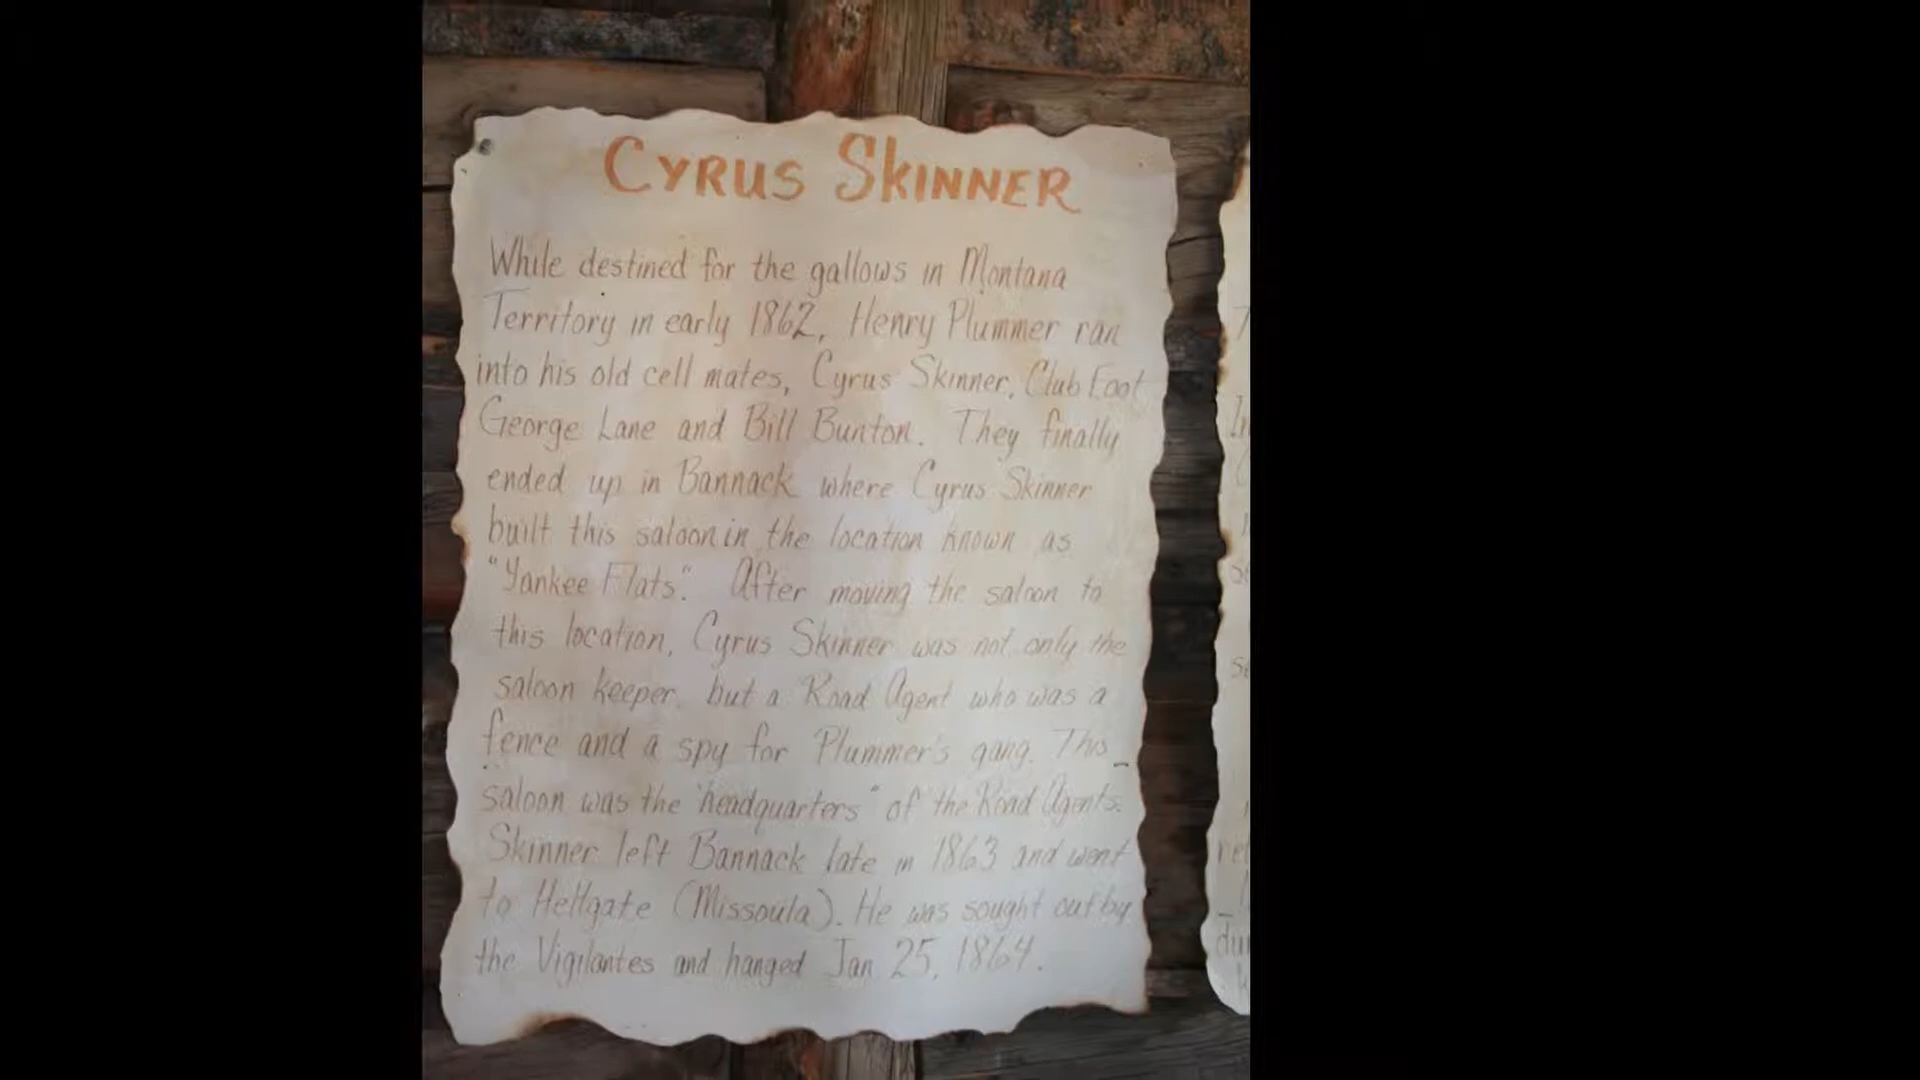 CYRUS SKINNER
While destined for the gallows in Montana
Territory in early 1862, Henry Plummer ran
into his old cell mates, Cyrus Skinner, Club Foot
George Lane and Bill Bunton. They finally
ended up in Bannack where Cyrus Skinner
built this saloon in the location known as
"Yankee Flats". After moving the saloon to
this location, Cyrus Skinner was not only the
saloon keeper, but a Road Agent who was a
fence and a spy for Plummer's gang. This
saloon was the "headquarters" of the Road Agents.
Skinner left Bannack late in 1863 and went
to Hellgate (Missoula). He was sought out by
the Vigilantes and hanged Jan 25, 1864.